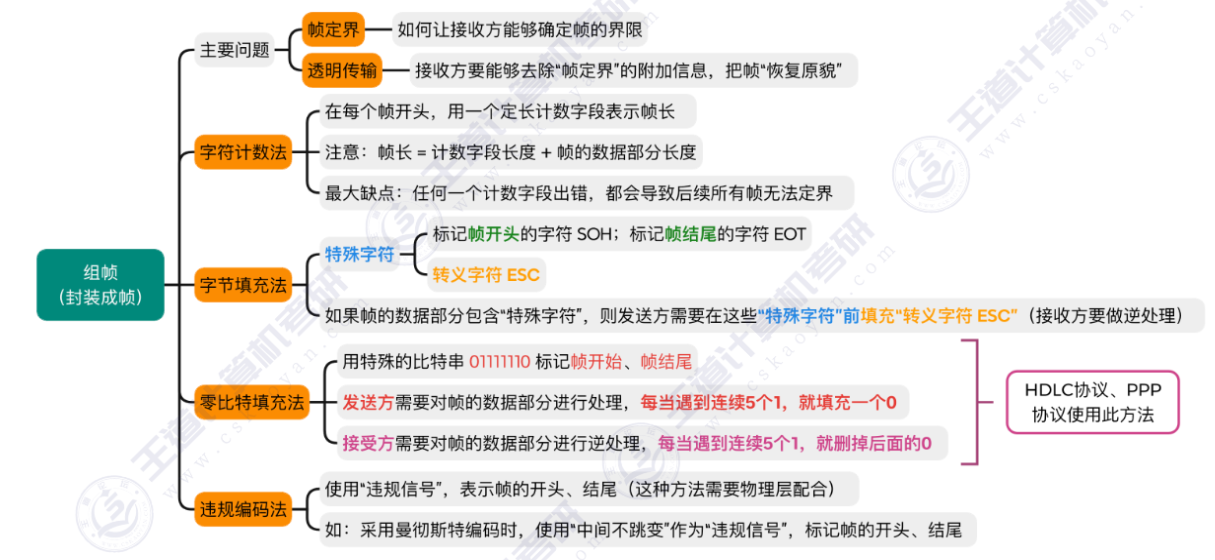 主要问题
帧定界
如何让接收方能够确定帧的界限
透明传输
接收方要能够去除“帧定界”的附加信息，把帧“恢复原貌”
字符计数法
在每个帧开头，用一个定长计数字段表示帧长
注意：帧长 = 计数字段长度 + 帧的数据部分长度
最大缺点：任何一个计数字段出错，都会导致后续所有帧无法定界
组帧
（封装成帧）
字节填充法
特殊字符
标记帧开头的字符 SOH；标记帧结尾的字符 EOT
转义字符 ESC
如果帧的数据部分包含“特殊字符”，则发送方需要在这些“特殊字符”前填充“转义字符 ESC”（接收方要做逆处理）
零比特填充法
用特殊的比特串 01111110 标记帧开始、帧结尾
发送方需要对帧的数据部分进行处理，每当遇到连续5个1，就填充一个0
接受方需要对帧的数据部分进行逆处理，每当遇到连续5个1，就删掉后面的0
HDLC协议、PPP
协议使用此方法
违规编码法
使用“违规信号”，表示帧的开头、结尾（这种方法需要物理层配合）
如：采用曼彻斯特编码时，使用“中间不跳变”作为“违规信号”，标记帧的开头、结尾
王道计算机考研
www.cskaoyan.com